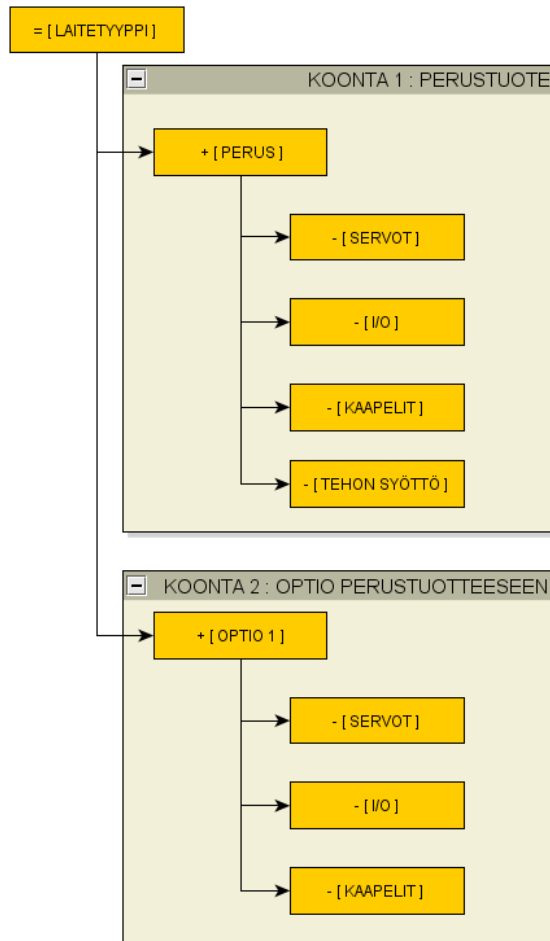 = [ LAITETYYPPI ]
KOONTA 1 : PERUSTUOTE
+ [ PERUS ]
- [ SERVOT ]
- [ I/O ]
- [ KAAPELIT ]
- [ TEHON SYÖTTÖ ]
KOONTA 2 : OPTIO PERUSTUOTTEESEEN
+ [ OPTIO 1 ]
- [ SERVOT ]
- [ I/O ]
- [ KAAPELIT ]